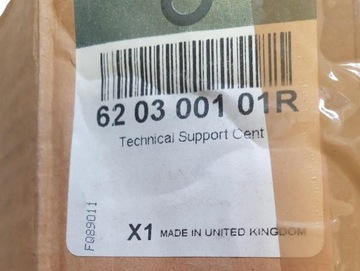 62 03 001 01R
Technical Support Cent
FQ89011
X1 MADE IN UNITED KINGDOM